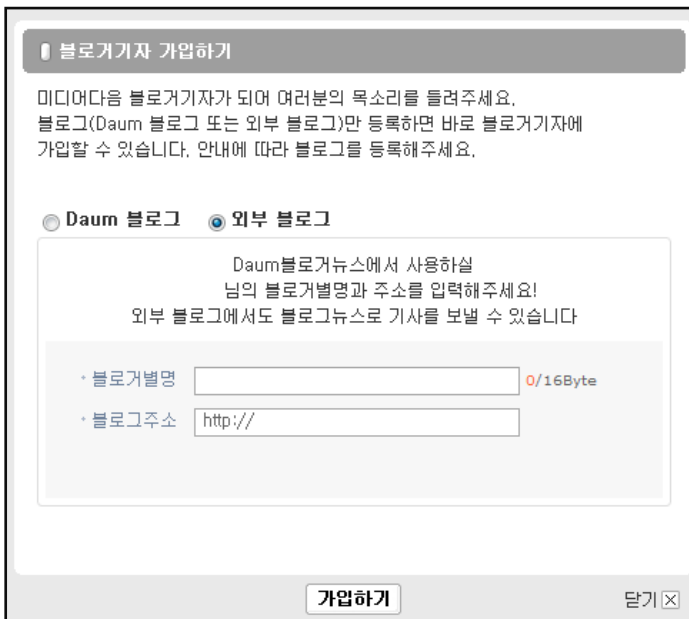 블로거기자 가입하기
미디어다음 블로거기자가 되어 여러분의 목소리를 들려주세요.
블로그(Daum 블로그 또는 외부 블로그)만 등록하면 바로 블로거기자에
가입할 수 있습니다. 안내에 따라 블로그를 등록해주세요.
Daum 블로그 외부 블로그
Daum블로거뉴스에서 사용하실
님의 블로거별명과 주소를 입력해주세요!
외부 블로그에서도 블로그뉴스로 기사를 보낼 수 있습니다
블로거별명 0/16Byte
블로그주소 http://
가입하기 닫기